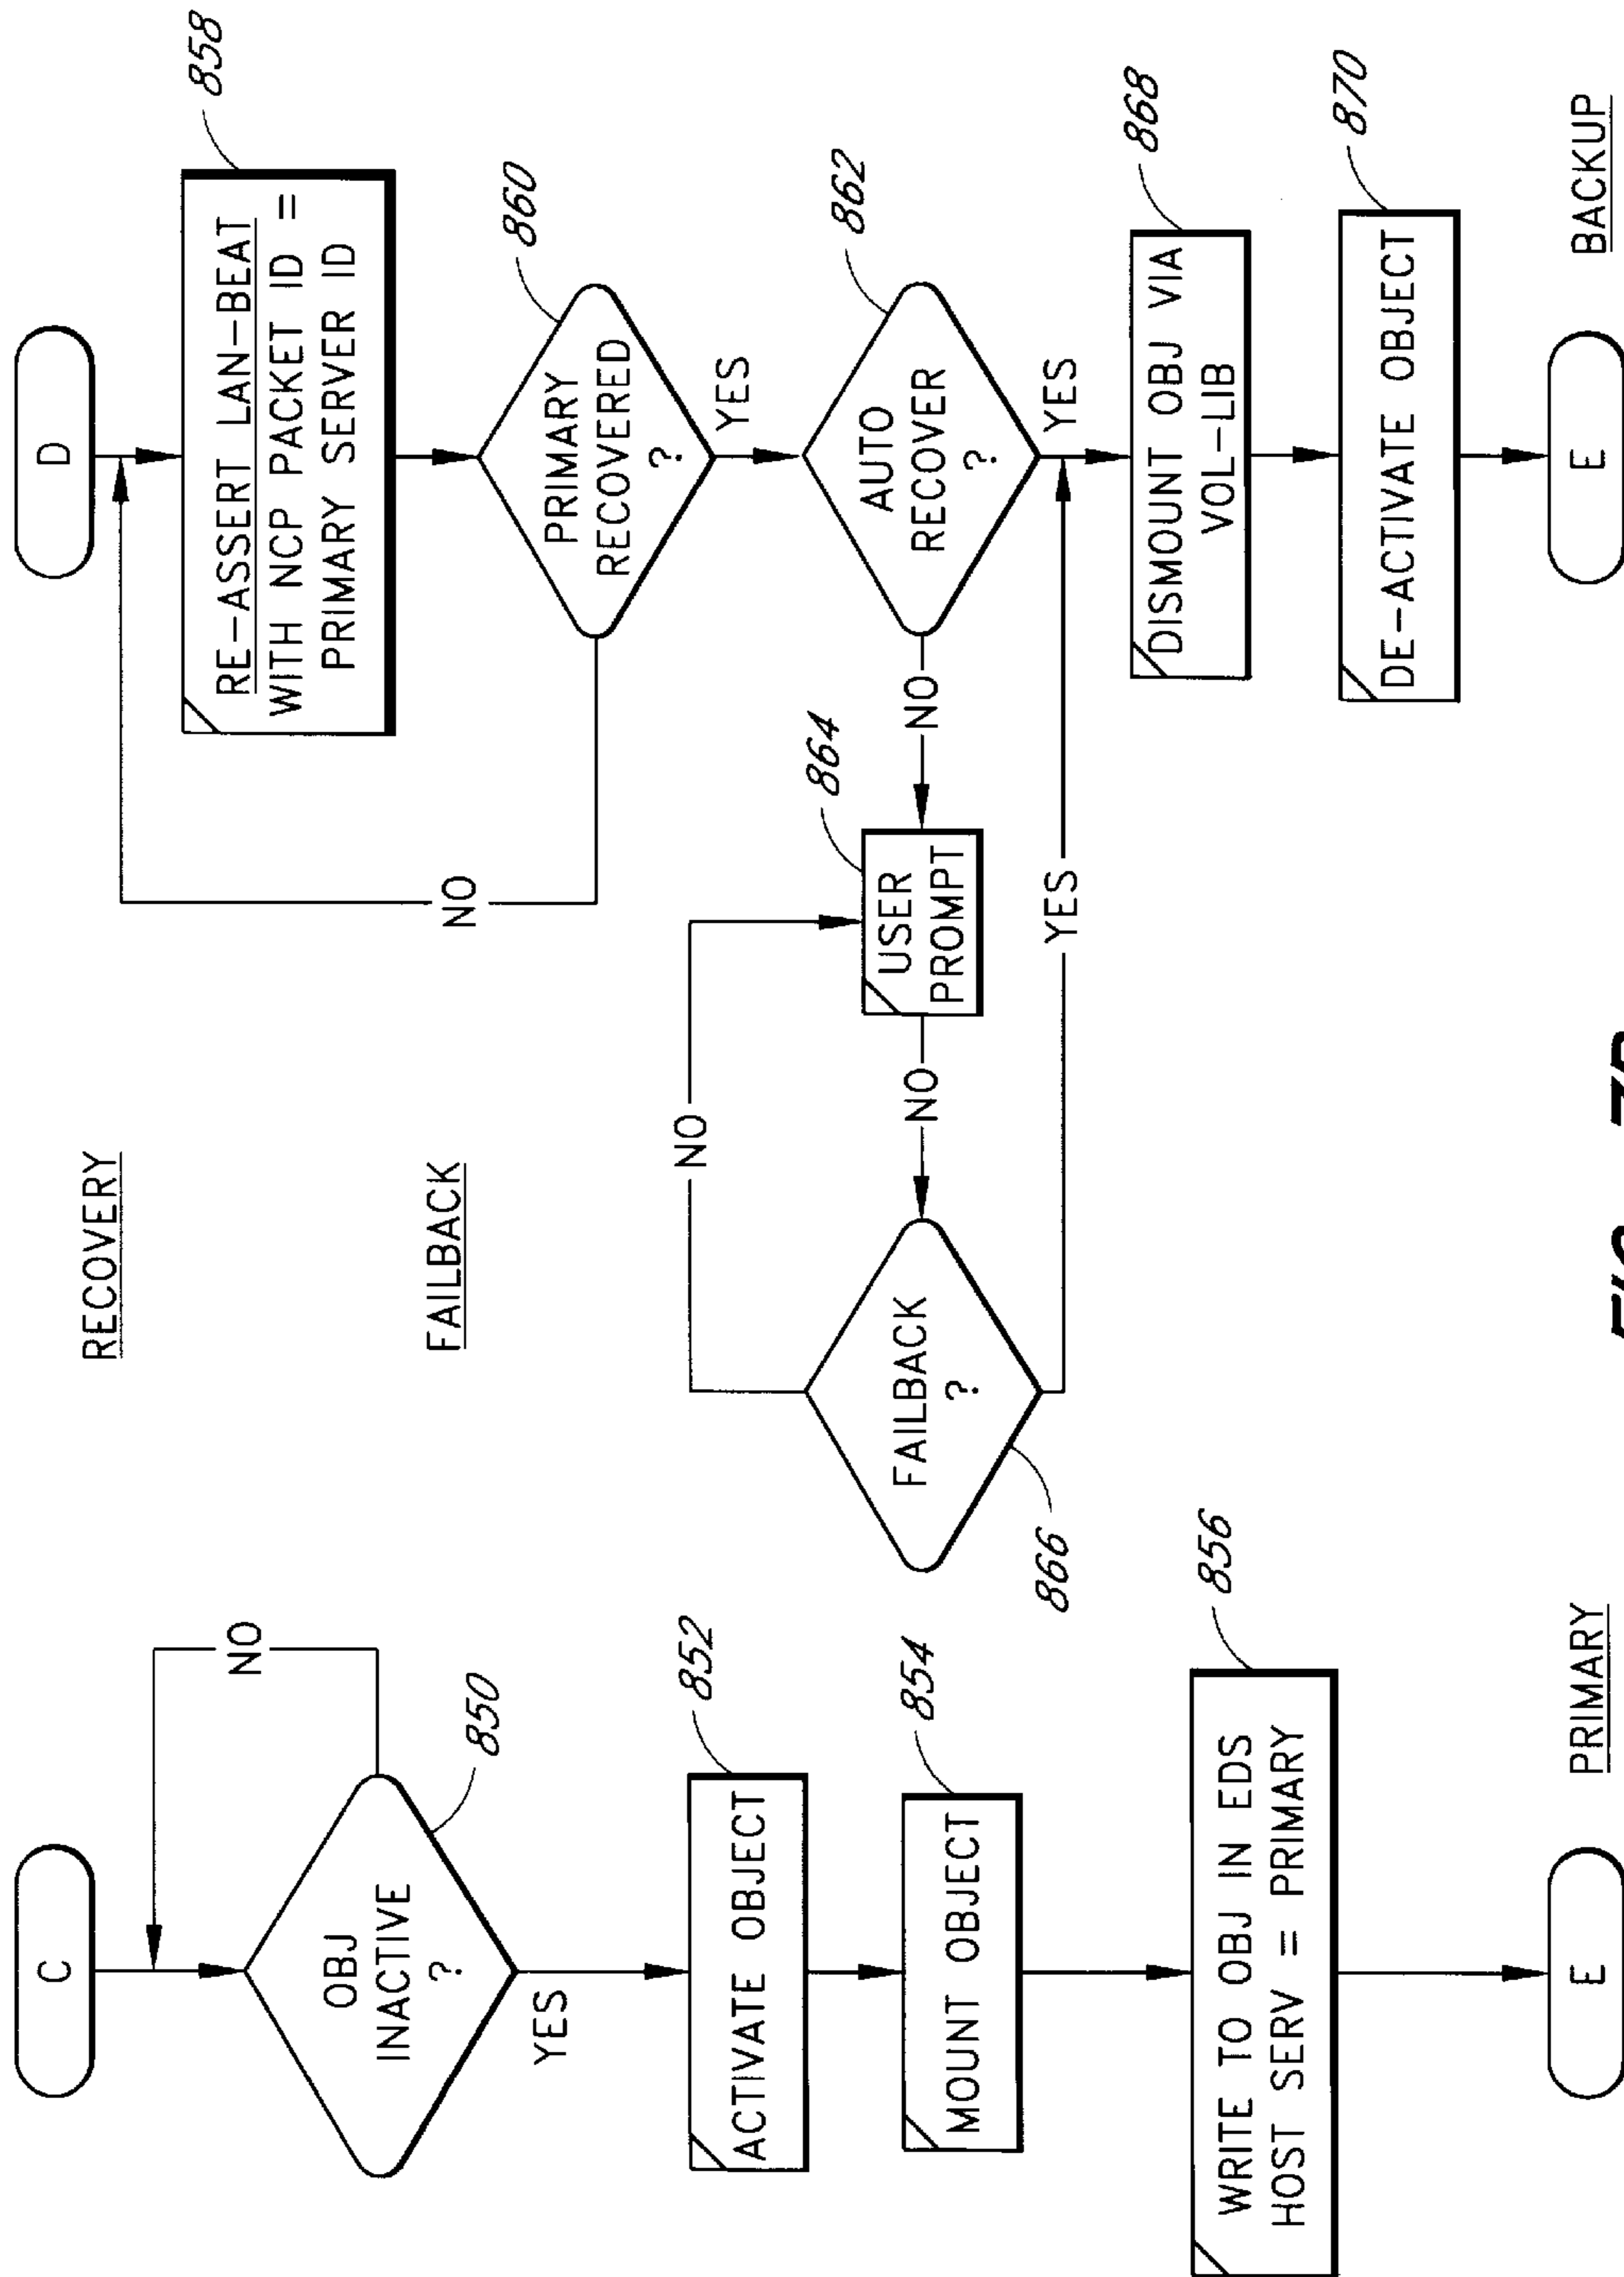 RECOVERY
FAILBACK
C
OBJ
INACTIVE
?
NO
YES
850
ACTIVATE OBJECT
852
MOUNT OBJECT
854
WRITE TO OBJ IN EDS
HOST SERV = PRIMARY
856
E
PRIMARY
D
RE-ASSERT LAN-BEAT
WITH NCP PACKET ID =
PRIMARY SERVER ID
858
PRIMARY
RECOVERED
?
860
NO
YES
AUTO
RECOVER
?
862
NO
YES
USER
PROMPT
864
NO
NO
FAILBACK
?
866
YES
DISMOUNT OBJ VIA
VOL-LIB
868
DE-ACTIVATE OBJECT
870
E
BACKUP